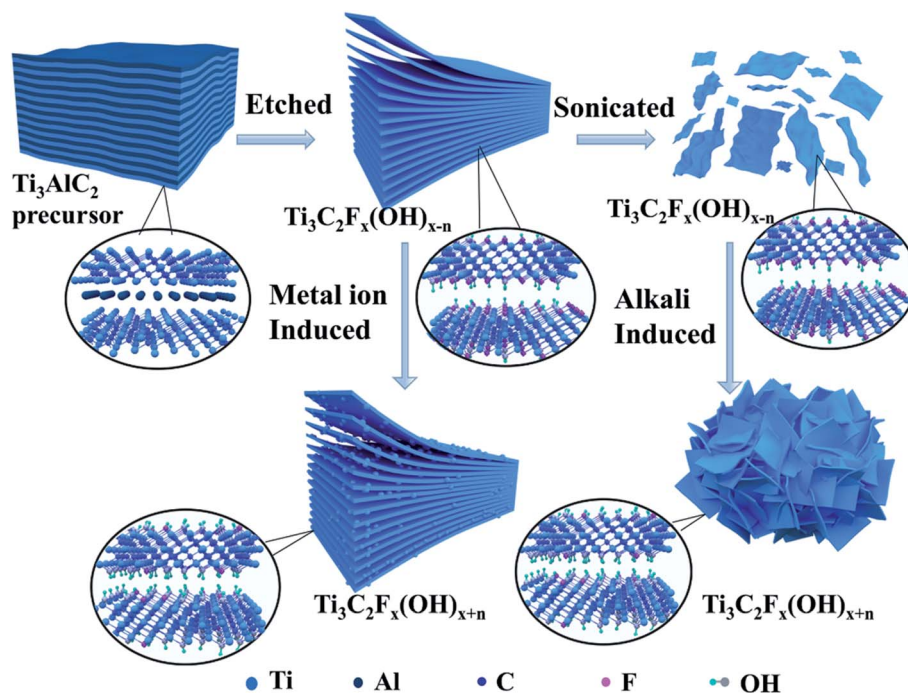 Etched
Sonicated
Ti₃AlC₂
precursor
Ti₃C₂Fₓ(OH)ₓ₋ₙ
Ti₃C₂Fₓ(OH)ₓ₋ₙ
Metal ion
Induced
Alkali
Induced
Ti₃C₂Fₓ(OH)ₓ₊ₙ
Ti₃C₂Fₓ(OH)ₓ₊ₙ
Ti Al C F OH